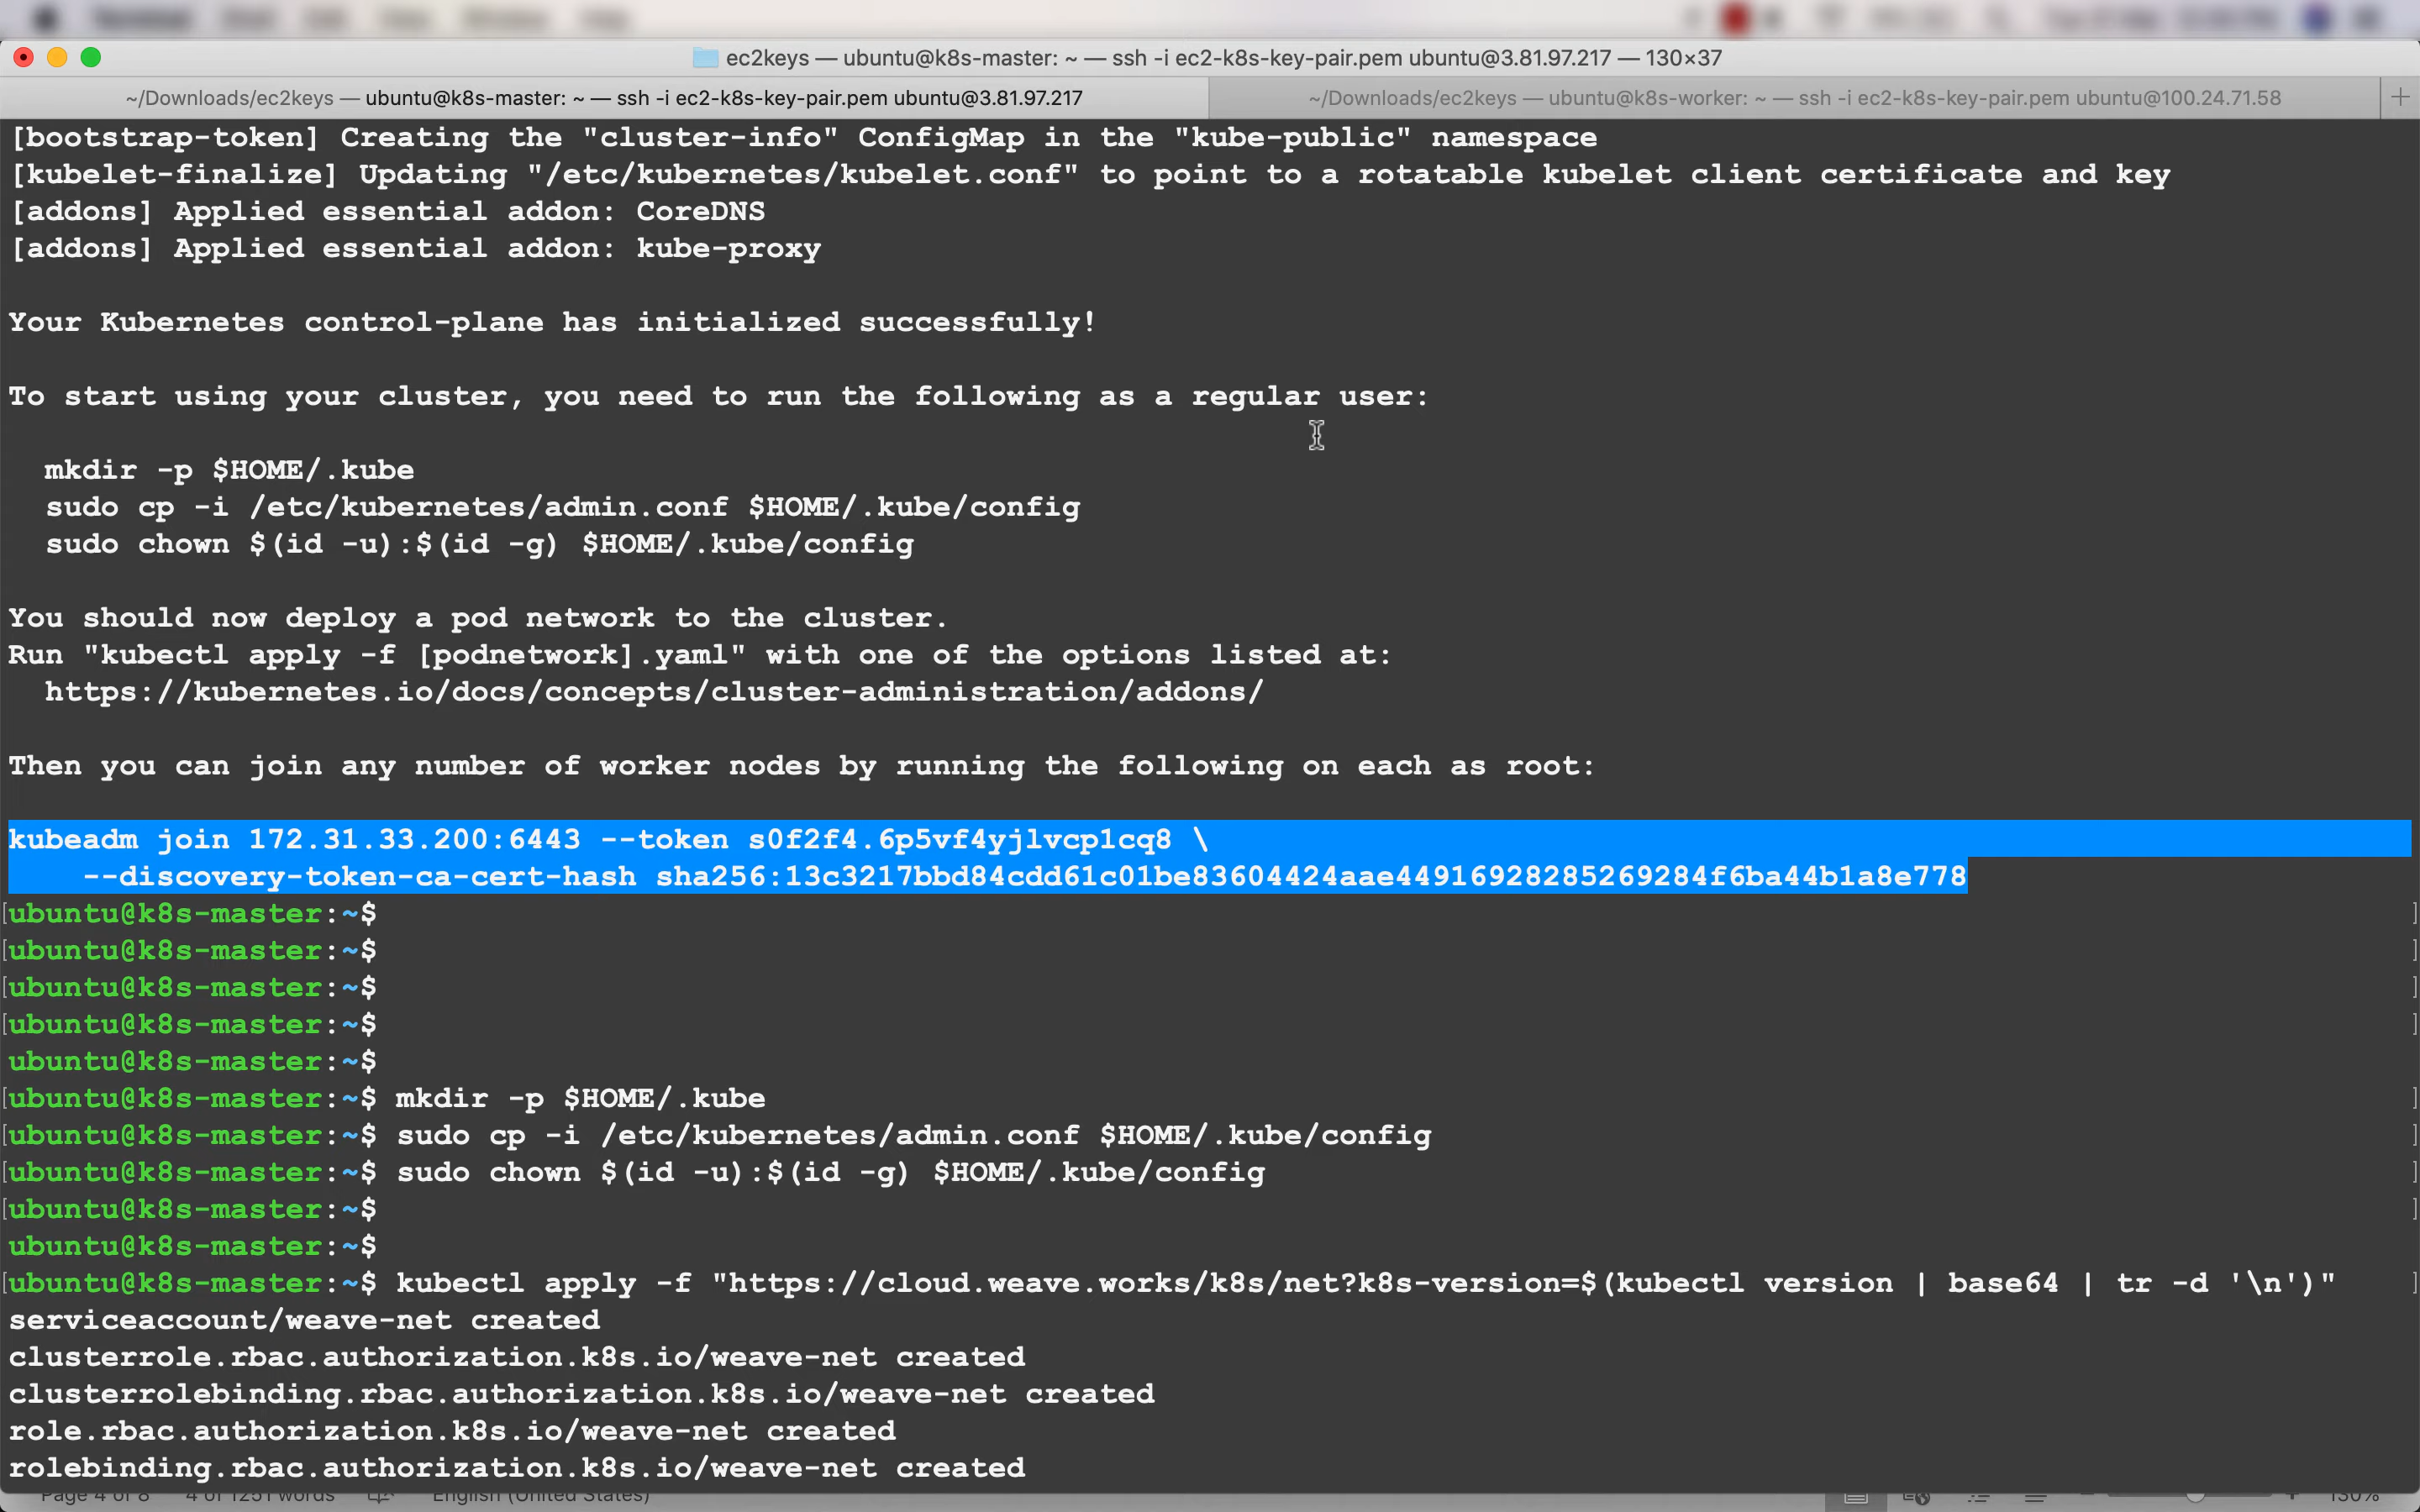 ec2keys — ubuntu@k8s-master: ~ — ssh -i ec2-k8s-key-pair.pem ubuntu@3.81.97.217 — 130×37
~/Downloads/ec2keys — ubuntu@k8s-master: ~ — ssh -i ec2-k8s-key-pair.pem ubuntu@3.81.97.217
~/Downloads/ec2keys — ubuntu@k8s-worker: ~ — ssh -i ec2-k8s-key-pair.pem ubuntu@100.24.71.58
[bootstrap-token] Creating the "cluster-info" ConfigMap in the "kube-public" namespace
[kubelet-finalize] Updating "/etc/kubernetes/kubelet.conf" to point to a rotatable kubelet client certificate and key
[addons] Applied essential addon: CoreDNS
[addons] Applied essential addon: kube-proxy
Your Kubernetes control-plane has initialized successfully!
To start using your cluster, you need to run the following as a regular user:
mkdir -p $HOME/.kube
sudo cp -i /etc/kubernetes/admin.conf $HOME/.kube/config
sudo chown $(id -u):$(id -g) $HOME/.kube/config
You should now deploy a pod network to the cluster.
Run "kubectl apply -f [podnetwork].yaml" with one of the options listed at:
https://kubernetes.io/docs/concepts/cluster-administration/addons/
Then you can join any number of worker nodes by running the following on each as root:
kubeadm join 172.31.33.200:6443 --token s0f2f4.6p5vf4yjlvcp1cq8 \
--discovery-token-ca-cert-hash sha256:13c3217bbd84cdd61c01be83604424aae44916928285269284f6ba44b1a8e778
[ubuntu@k8s-master:~$ ]
[ubuntu@k8s-master:~$ ]
[ubuntu@k8s-master:~$ ]
[ubuntu@k8s-master:~$ ]
ubuntu@k8s-master:~$
[ubuntu@k8s-master:~$ mkdir -p $HOME/.kube ]
[ubuntu@k8s-master:~$ sudo cp -i /etc/kubernetes/admin.conf $HOME/.kube/config ]
[ubuntu@k8s-master:~$ sudo chown $(id -u):$(id -g) $HOME/.kube/config ]
[ubuntu@k8s-master:~$ ]
ubuntu@k8s-master:~$
[ubuntu@k8s-master:~$ kubectl apply -f "https://cloud.weave.works/k8s/net?k8s-version=$(kubectl version | base64 | tr -d '\n')" ]
serviceaccount/weave-net created
clusterrole.rbac.authorization.k8s.io/weave-net created
clusterrolebinding.rbac.authorization.k8s.io/weave-net created
role.rbac.authorization.k8s.io/weave-net created
rolebinding.rbac.authorization.k8s.io/weave-net created
Page 4 of 8 4 of 1251 words English (United States) 130%